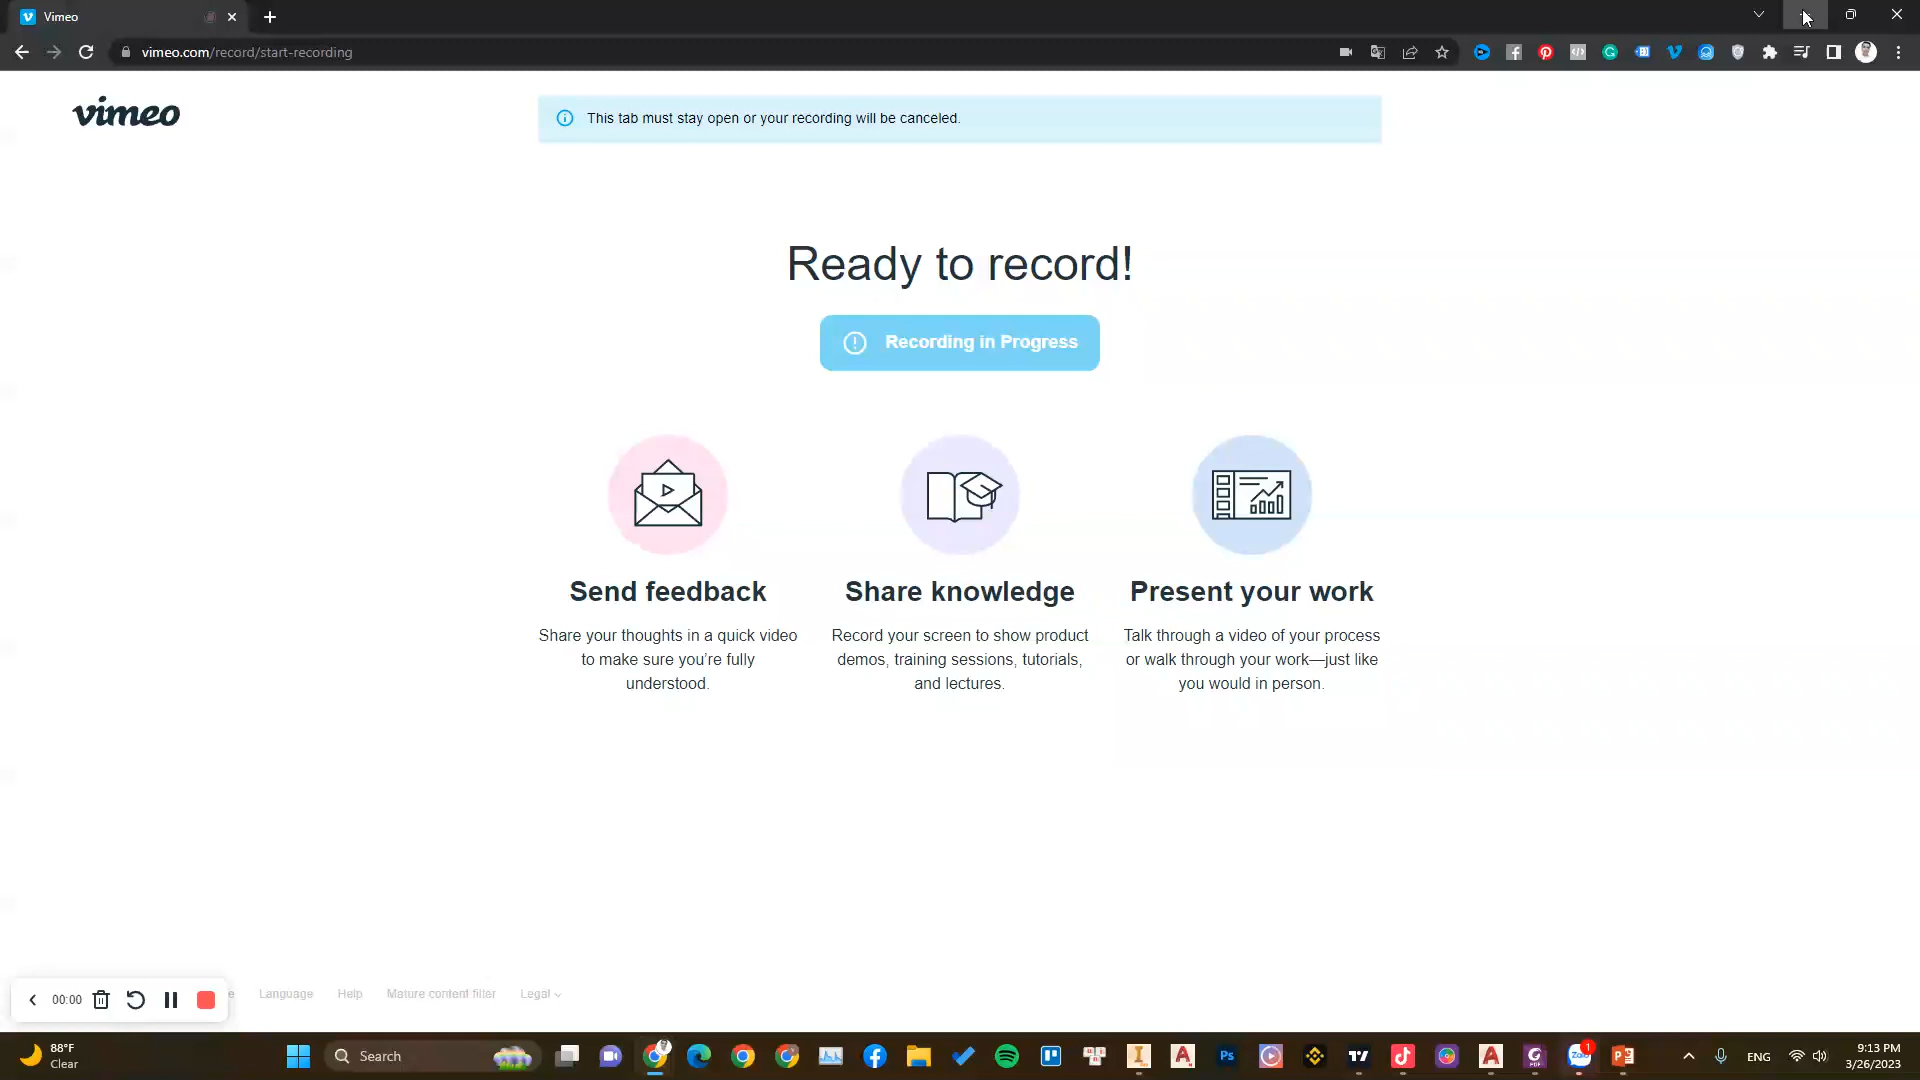 Vimeo
vimeo.com/record/start-recording
vimeo
This tab must stay open or your recording will be canceled.
Ready to record!
Recording in Progress
Send feedback
Share your thoughts in a quick video
to make sure you're fully
understood.
Share knowledge
Record your screen to show product
demos, training sessions, tutorials,
and lectures.
Present your work
Talk through a video of your process
or walk through your work—just like
you would in person.
00:00
Language
Help
Mature content filter
Legal
88°F
Clear
Search
Ps
Zalo
1
ENG
9:13 PM
3/26/2023